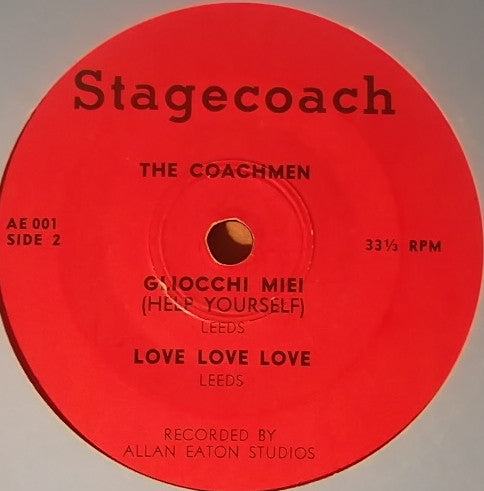 Stagecoach
THE COACHMEN
AE 001
SIDE 2
33⅓ RPM
GLIOCCHI MIEI
(HELP YOURSELF)
LEEDS
LOVE LOVE LOVE
LEEDS
RECORDED BY
ALLAN EATON STUDIOS